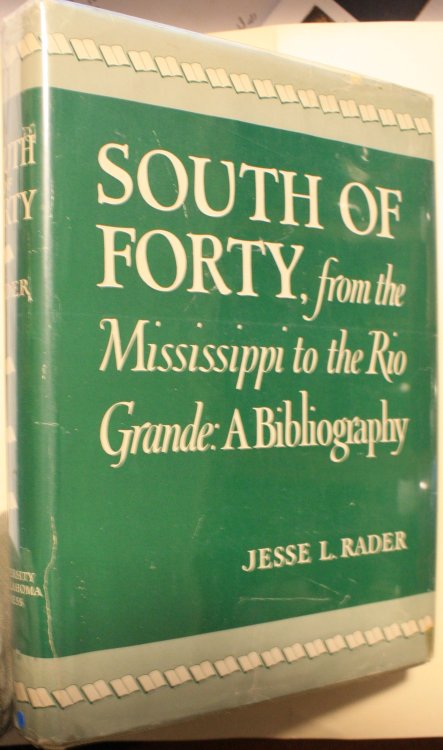 SOUTH OF
FORTY, from the
Mississippi to the Rio
Grande: A Bibliography
JESSE L. RADER